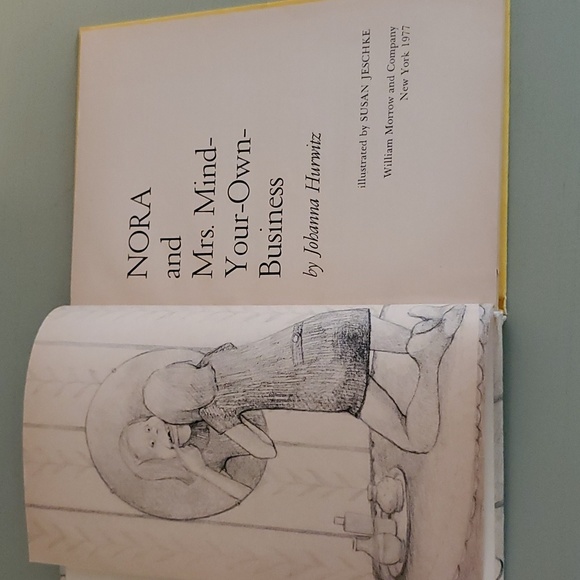 NORA
and
Mrs. Mind-
Your-Own-
Business
by Johanna Hurwitz
illustrated by SUSAN JESCHKE
William Morrow and Company
New York 1977